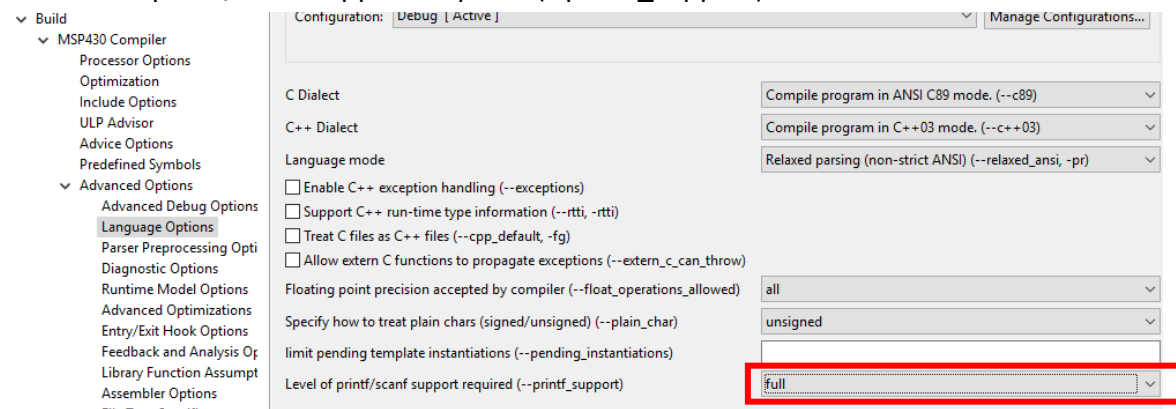 Build
Configuration: Debug [ Active ] Manage Configurations...
MSP430 Compiler
Processor Options
Optimization
Include Options
ULP Advisor
Advice Options
Predefined Symbols
Advanced Options
Advanced Debug Options
Language Options
Parser Preprocessing Opti
Diagnostic Options
Runtime Model Options
Advanced Optimizations
Entry/Exit Hook Options
Feedback and Analysis Op
Library Function Assumpt
Assembler Options
C Dialect Compile program in ANSI C89 mode. (--c89)
C++ Dialect Compile program in C++03 mode. (--c++03)
Language mode Relaxed parsing (non-strict ANSI) (--relaxed_ansi, -pr)
Enable C++ exception handling (--exceptions)
Support C++ run-time type information (--rtti, -rtti)
Treat C files as C++ files (--cpp_default, -fg)
Allow extern C functions to propagate exceptions (--extern_c_can_throw)
Floating point precision accepted by compiler (--float_operations_allowed) all
Specify how to treat plain chars (signed/unsigned) (--plain_char) unsigned
limit pending template instantiations (--pending_instantiations)
Level of printf/scanf support required (--printf_support) full